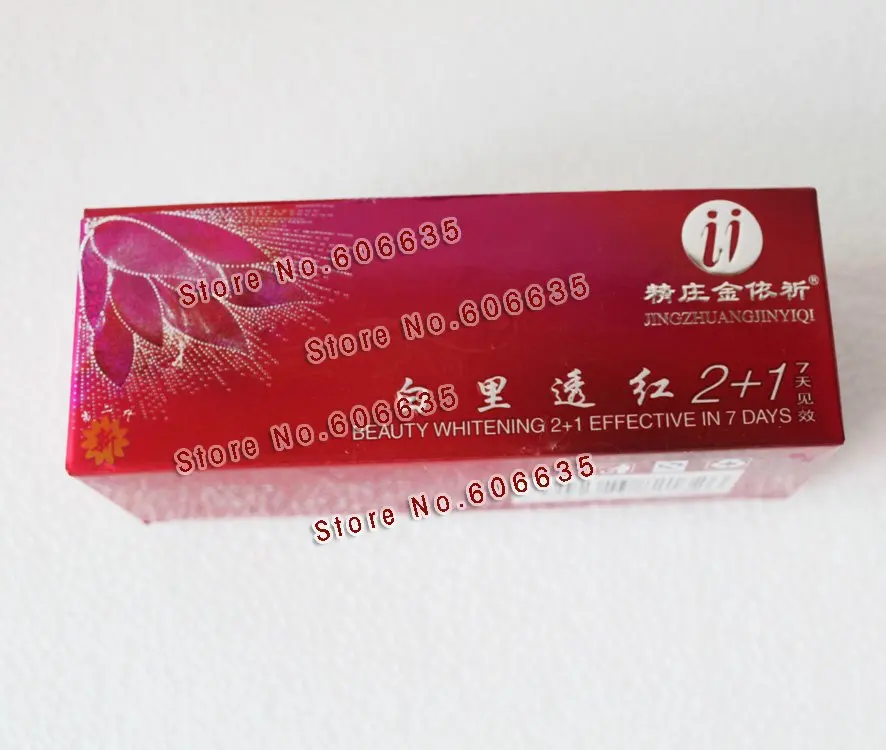 精庄金依祈®
JINGZHUANGJINYIQI
Store No.606635
Store No.606635
白里透红 2+1 7天见效
BEAUTY WHITENING 2+1 EFFECTIVE IN 7 DAYS
Store No.606635
Store No.606635